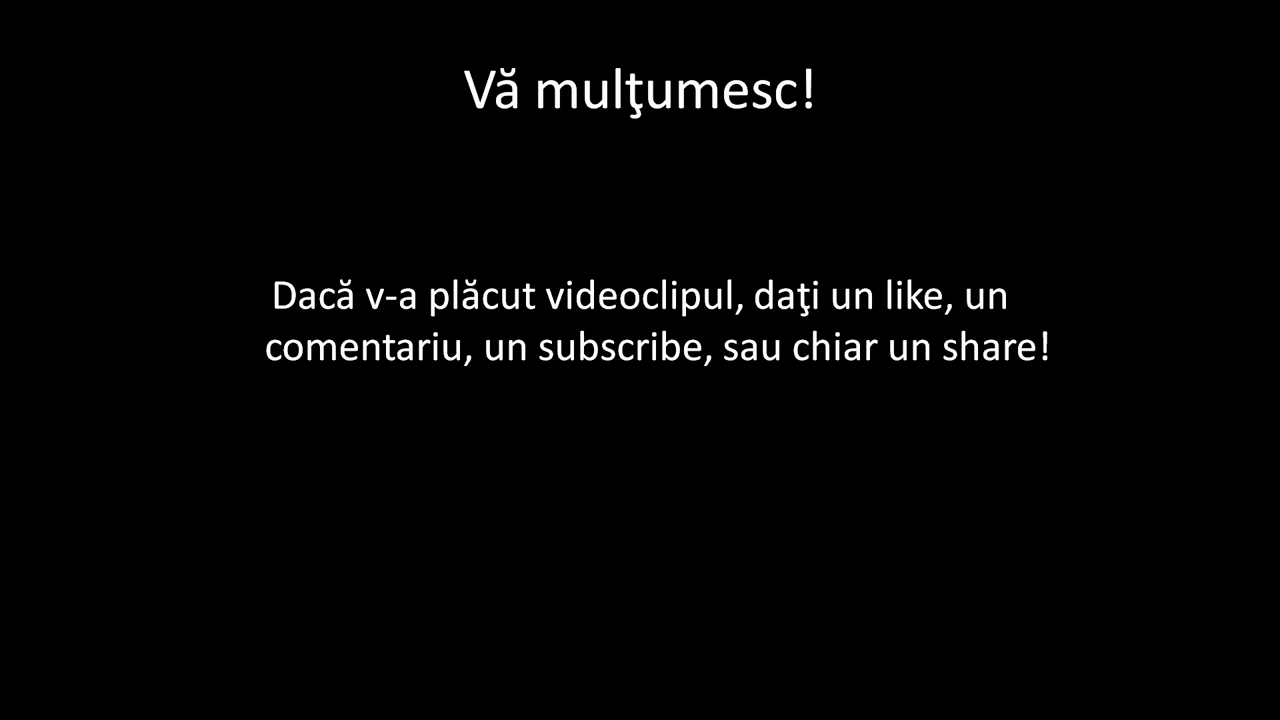 Vă mulţumesc!
Dacă v-a plăcut videoclipul, daţi un like, un
comentariu, un subscribe, sau chiar un share!